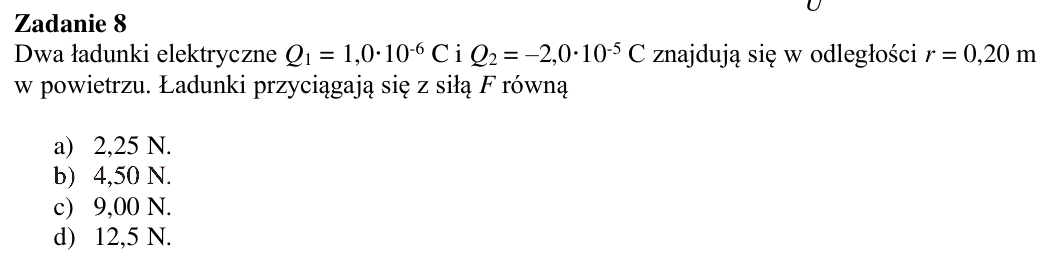 U
Zadanie 8
Dwa ładunki elektryczne Q₁ = 1,0·10⁻⁶ C i Q₂ = –2,0·10⁻⁵ C znajdują się w odległości r = 0,20 m
w powietrzu. Ładunki przyciągają się z siłą F równą
a) 2,25 N.
b) 4,50 N.
c) 9,00 N.
d) 12,5 N.